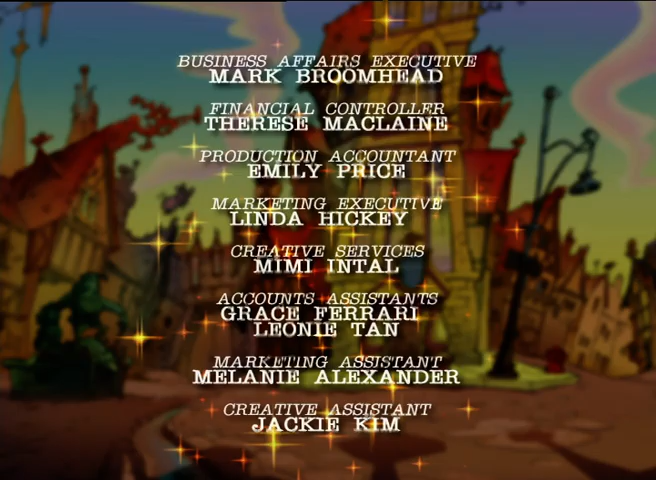 BUSINESS AFFAIRS EXECUTIVE
MARK BROOMHEAD
FINANCIAL CONTROLLER
THERESE MACLAINE
PRODUCTION ACCOUNTANT
EMILY PRICE
MARKETING EXECUTIVE
LINDA HICKEY
CREATIVE SERVICES
MIMI INTAL
ACCOUNTS ASSISTANTS
GRACE FERRARI
LEONIE TAN
MARKETING ASSISTANT
MELANIE ALEXANDER
CREATIVE ASSISTANT
JACKIE KIM